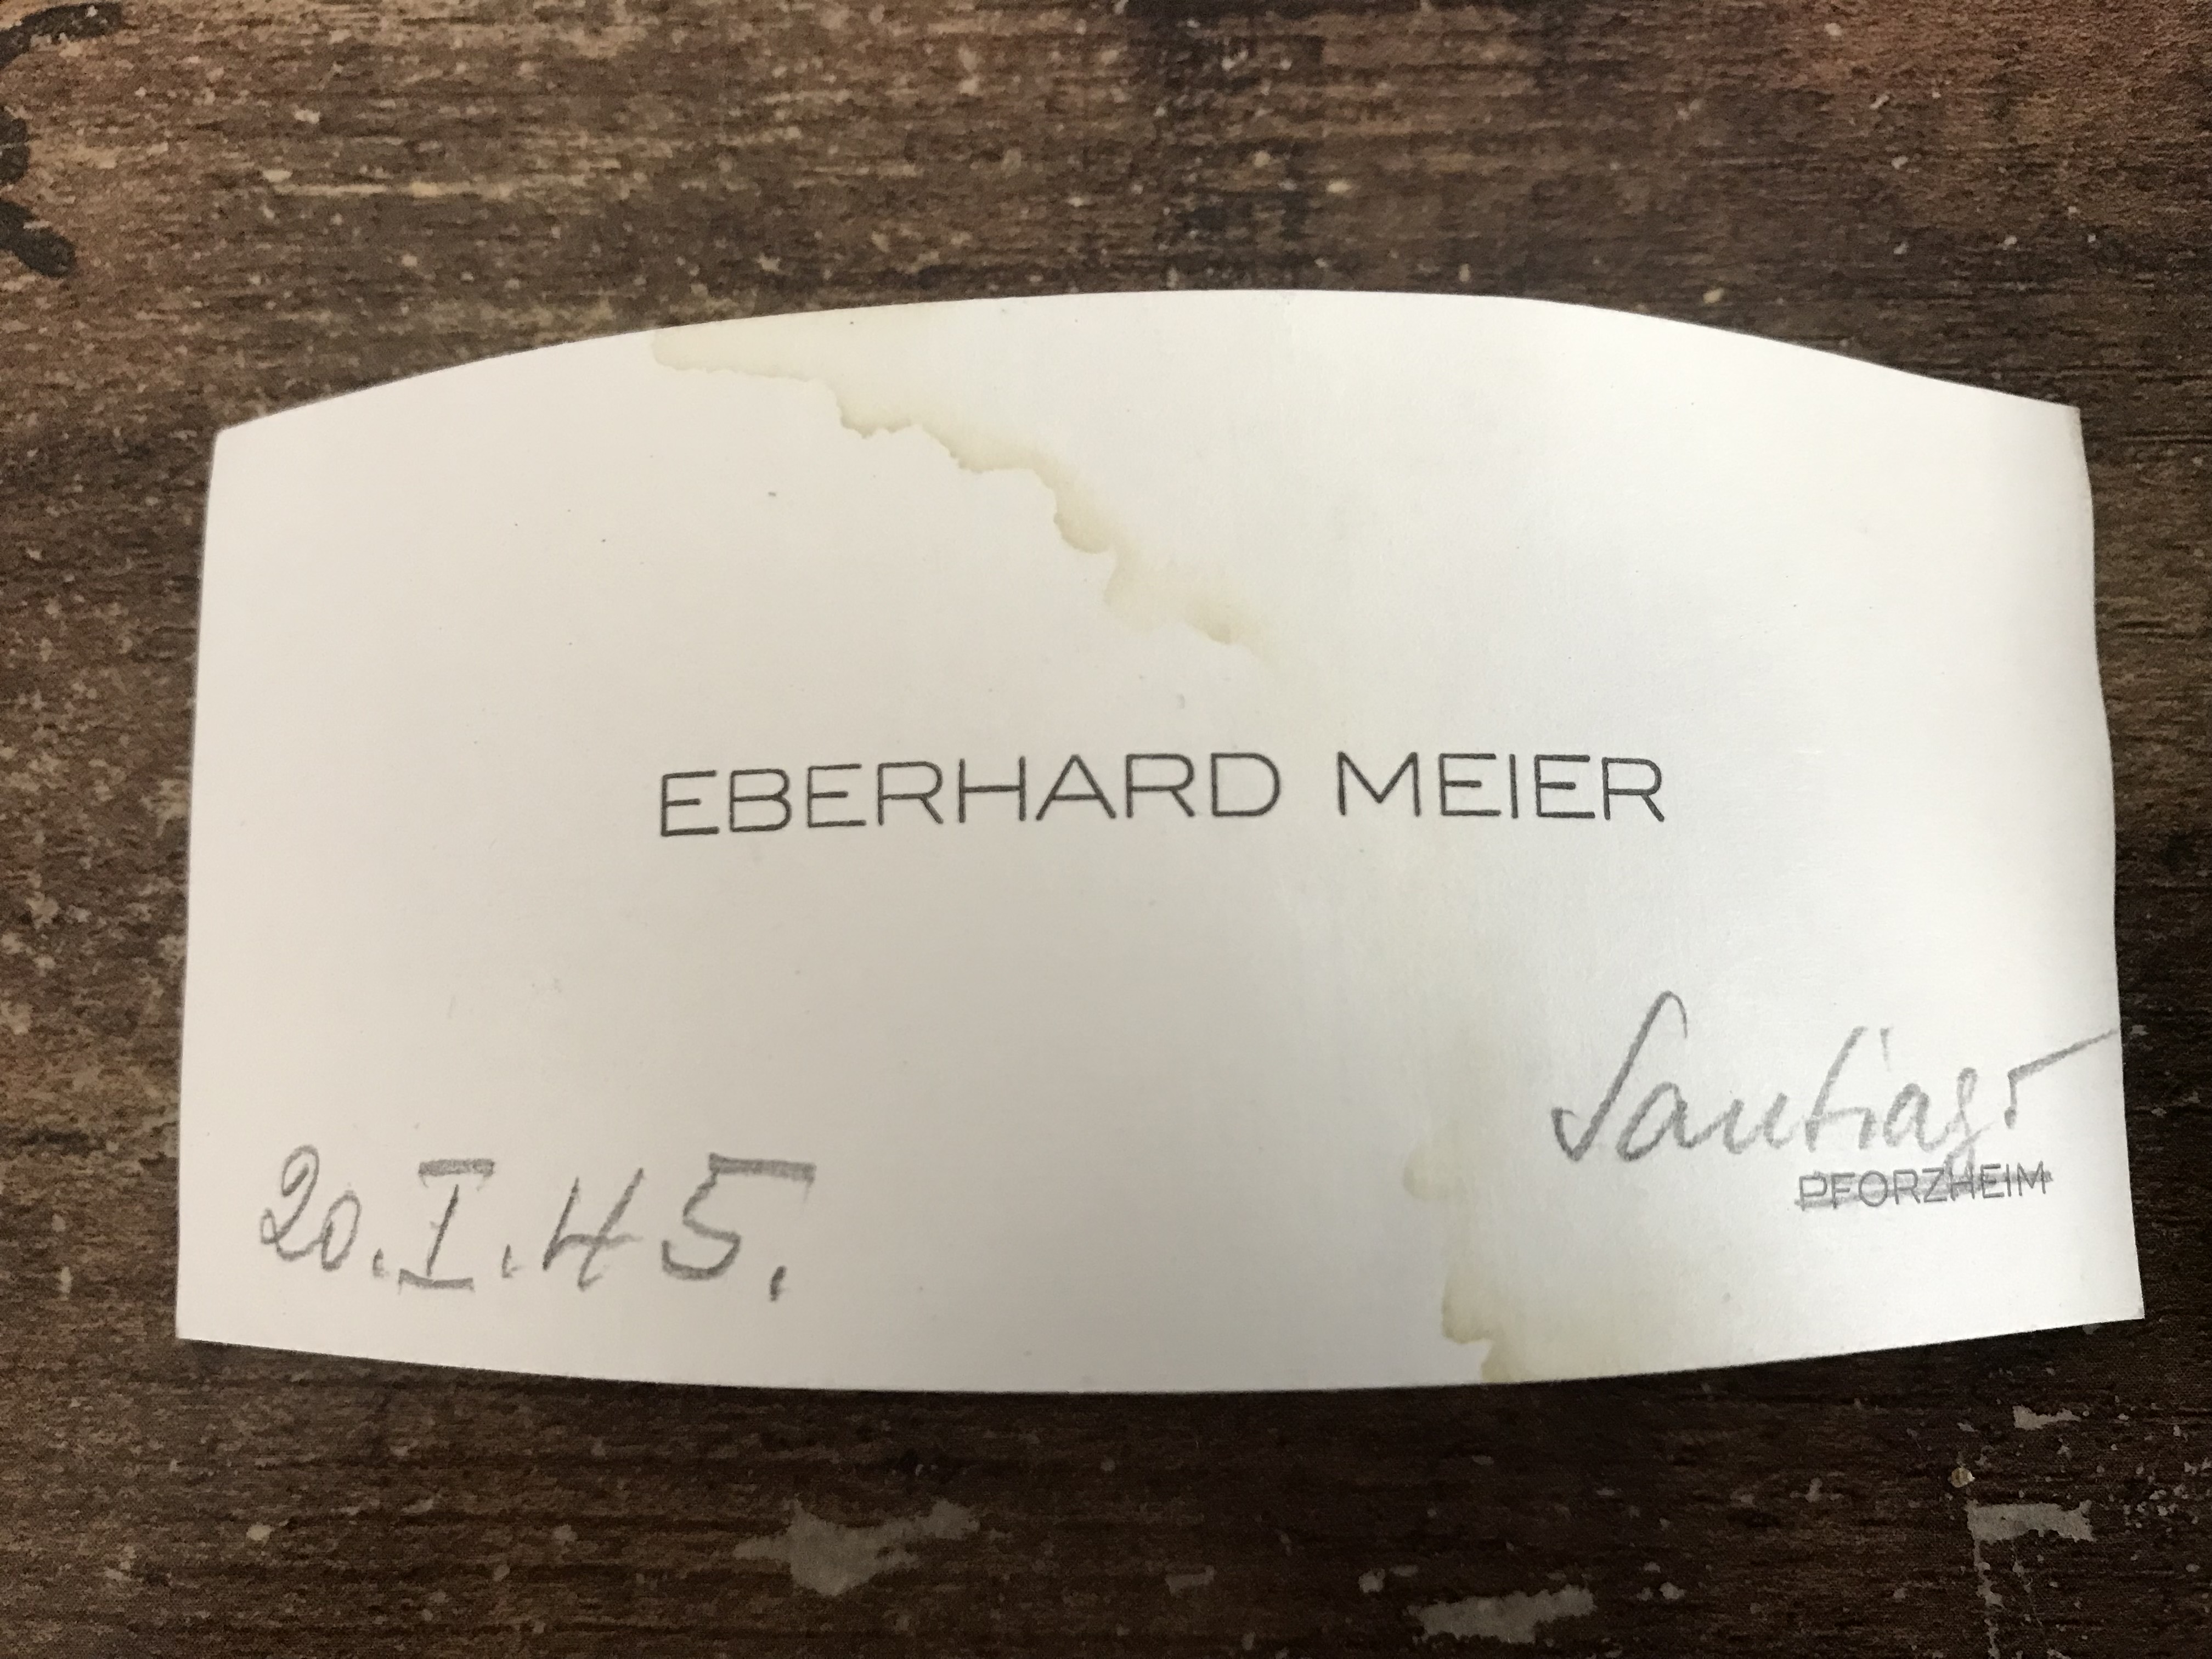 EBERHARD MEIER
Santiago
PFORZHEIM
20.I.45.